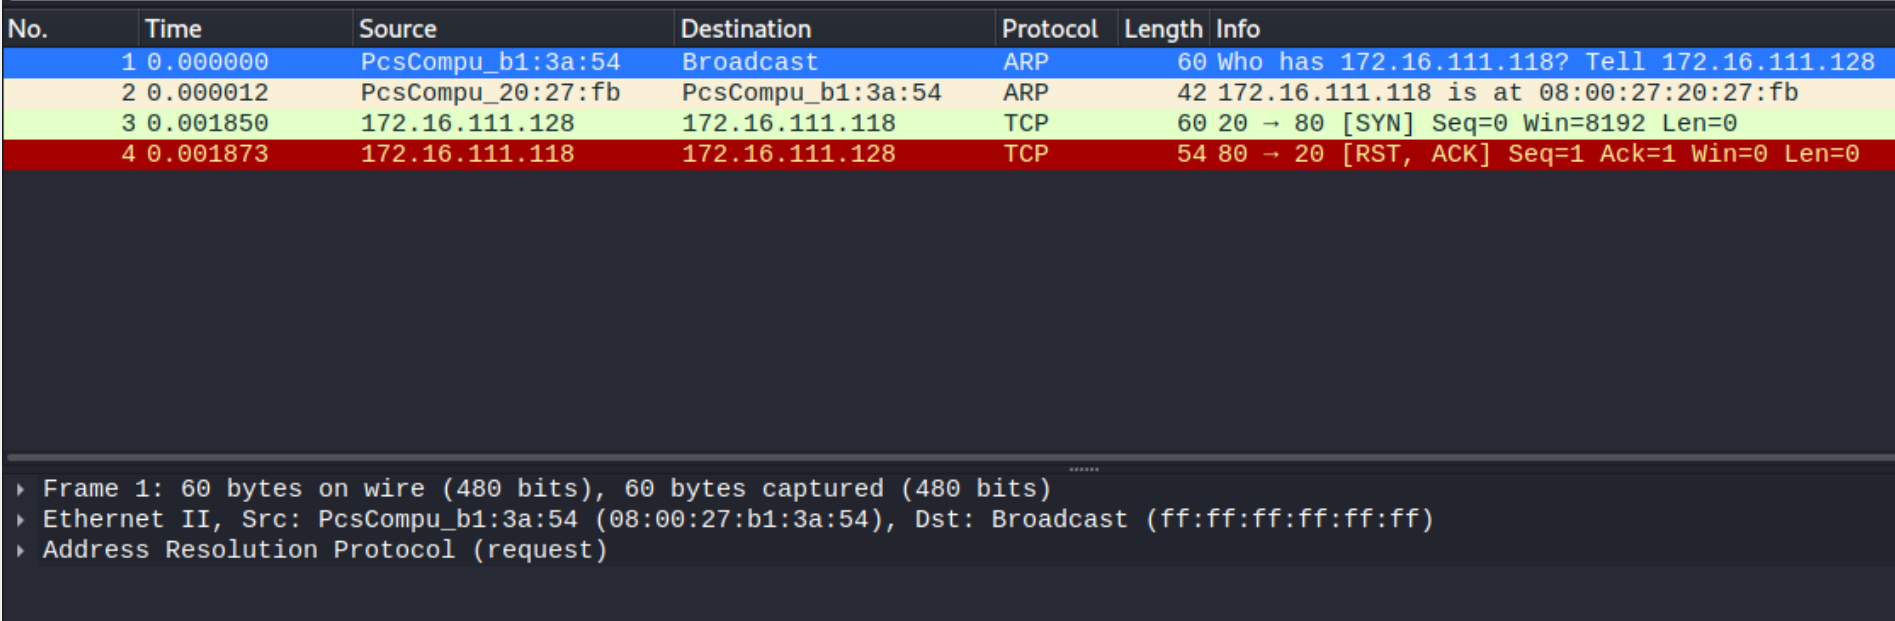 No. Time Source Destination Protocol Length Info
1 0.000000 PcsCompu_b1:3a:54 Broadcast ARP 60 Who has 172.16.111.118? Tell 172.16.111.128
2 0.000012 PcsCompu_20:27:fb PcsCompu_b1:3a:54 ARP 42 172.16.111.118 is at 08:00:27:20:27:fb
3 0.001850 172.16.111.128 172.16.111.118 TCP 60 20 → 80 [SYN] Seq=0 Win=8192 Len=0
4 0.001873 172.16.111.118 172.16.111.128 TCP 54 80 → 20 [RST, ACK] Seq=1 Ack=1 Win=0 Len=0
Frame 1: 60 bytes on wire (480 bits), 60 bytes captured (480 bits)
Ethernet II, Src: PcsCompu_b1:3a:54 (08:00:27:b1:3a:54), Dst: Broadcast (ff:ff:ff:ff:ff:ff)
Address Resolution Protocol (request)